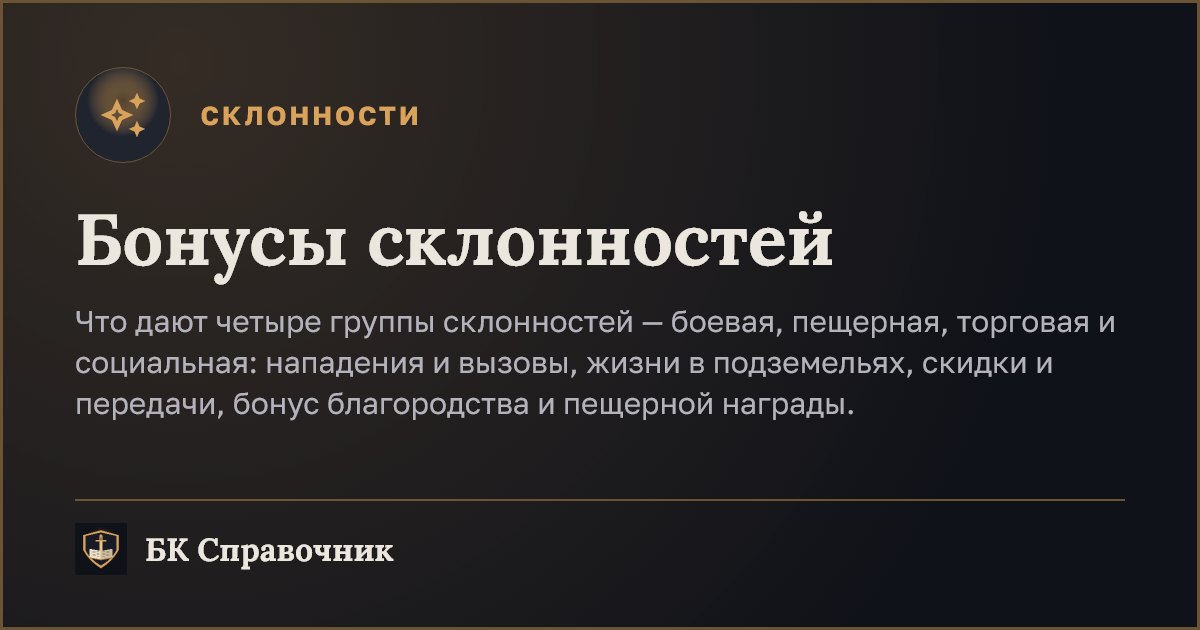 склонности
Бонусы склонностей
Что дают четыре группы склонностей — боевая, пещерная, торговая и
социальная: нападения и вызовы, жизни в подземельях, скидки и
передачи, бонус благородства и пещерной награды.
БК Справочник